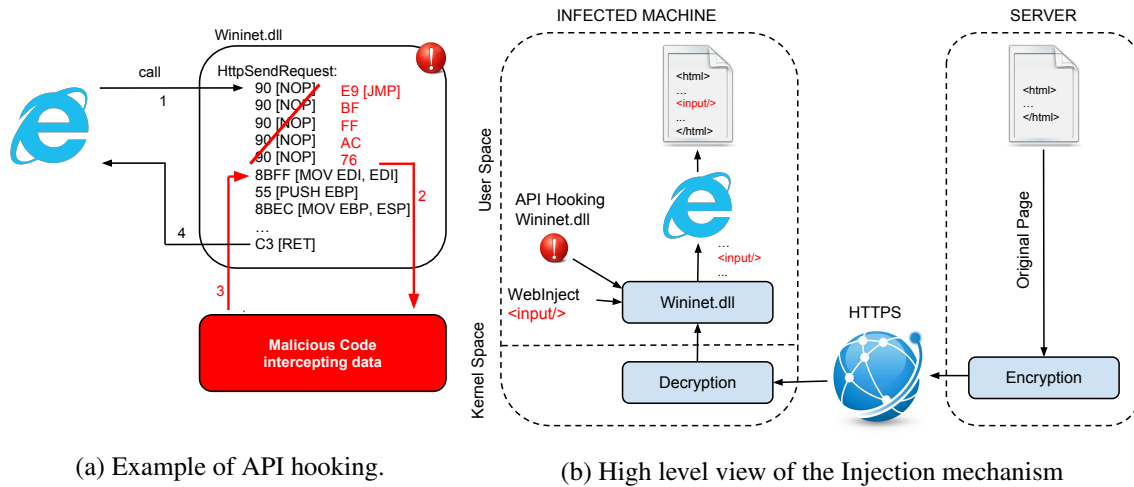 Wininet.dll
call
1
HttpSendRequest:
90 [NOP]
90 [NOP]
90 [NOP]
90 [NOP]
90 [NOP]
E9 [JMP]
BF
FF
AC
76
8BFF [MOV EDI, EDI]
55 [PUSH EBP]
8BEC [MOV EBP, ESP]
...
C3 [RET]
2
4
3
Malicious Code
intercepting data
(a) Example of API hooking.
INFECTED MACHINE
<html>
...
<input/>
...
</html>
User Space
API Hooking
Wininet.dll
...
<input/>
...
WebInject
<input/>
Wininet.dll
Kernel Space
Decryption
HTTPS
SERVER
<html>
...
</html>
Original Page
Encryption
(b) High level view of the Injection mechanism